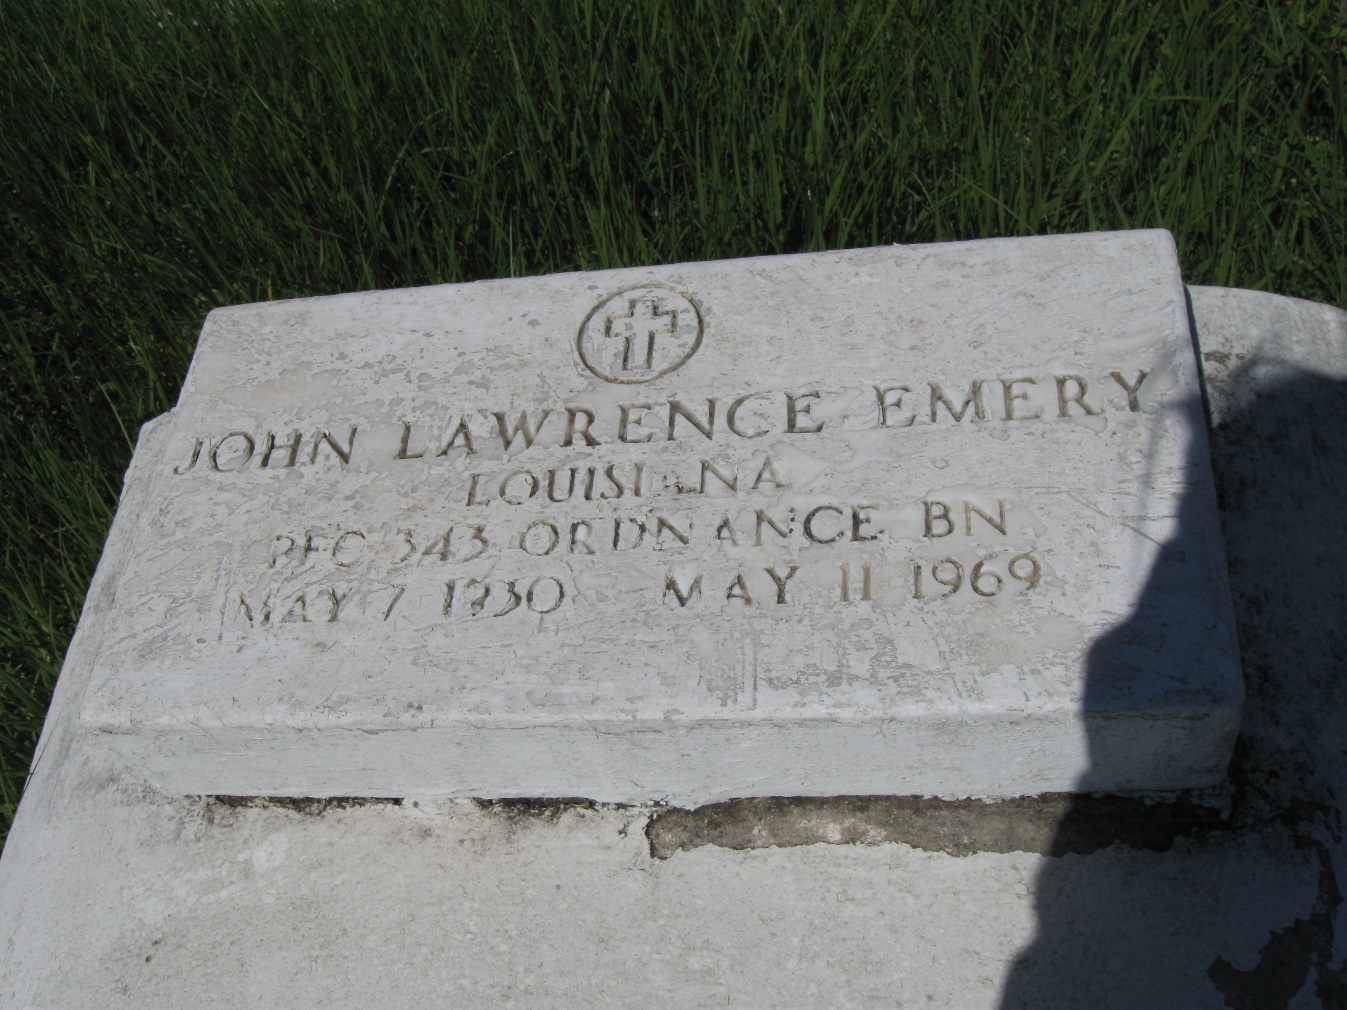 JOHN LAWRENCE EMERY
LOUISIANA
PFC 343 ORDNANCE BN
MAY 7 1930 MAY 11 1969